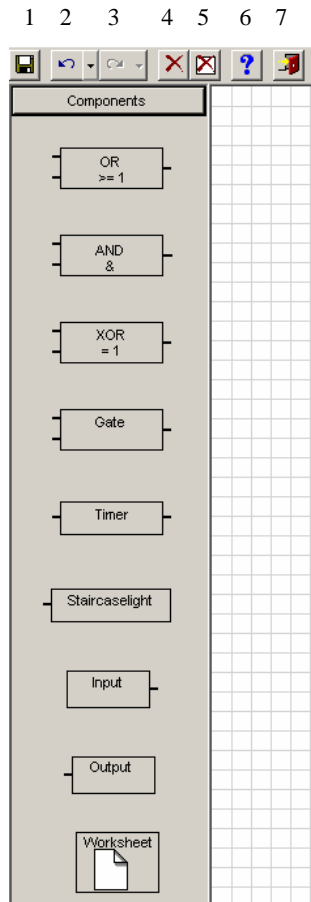 1 2 3 4 5 6 7
Components
OR
>= 1
AND
&
XOR
= 1
Gate
Timer
Staircaselight
Input
Output
Worksheet